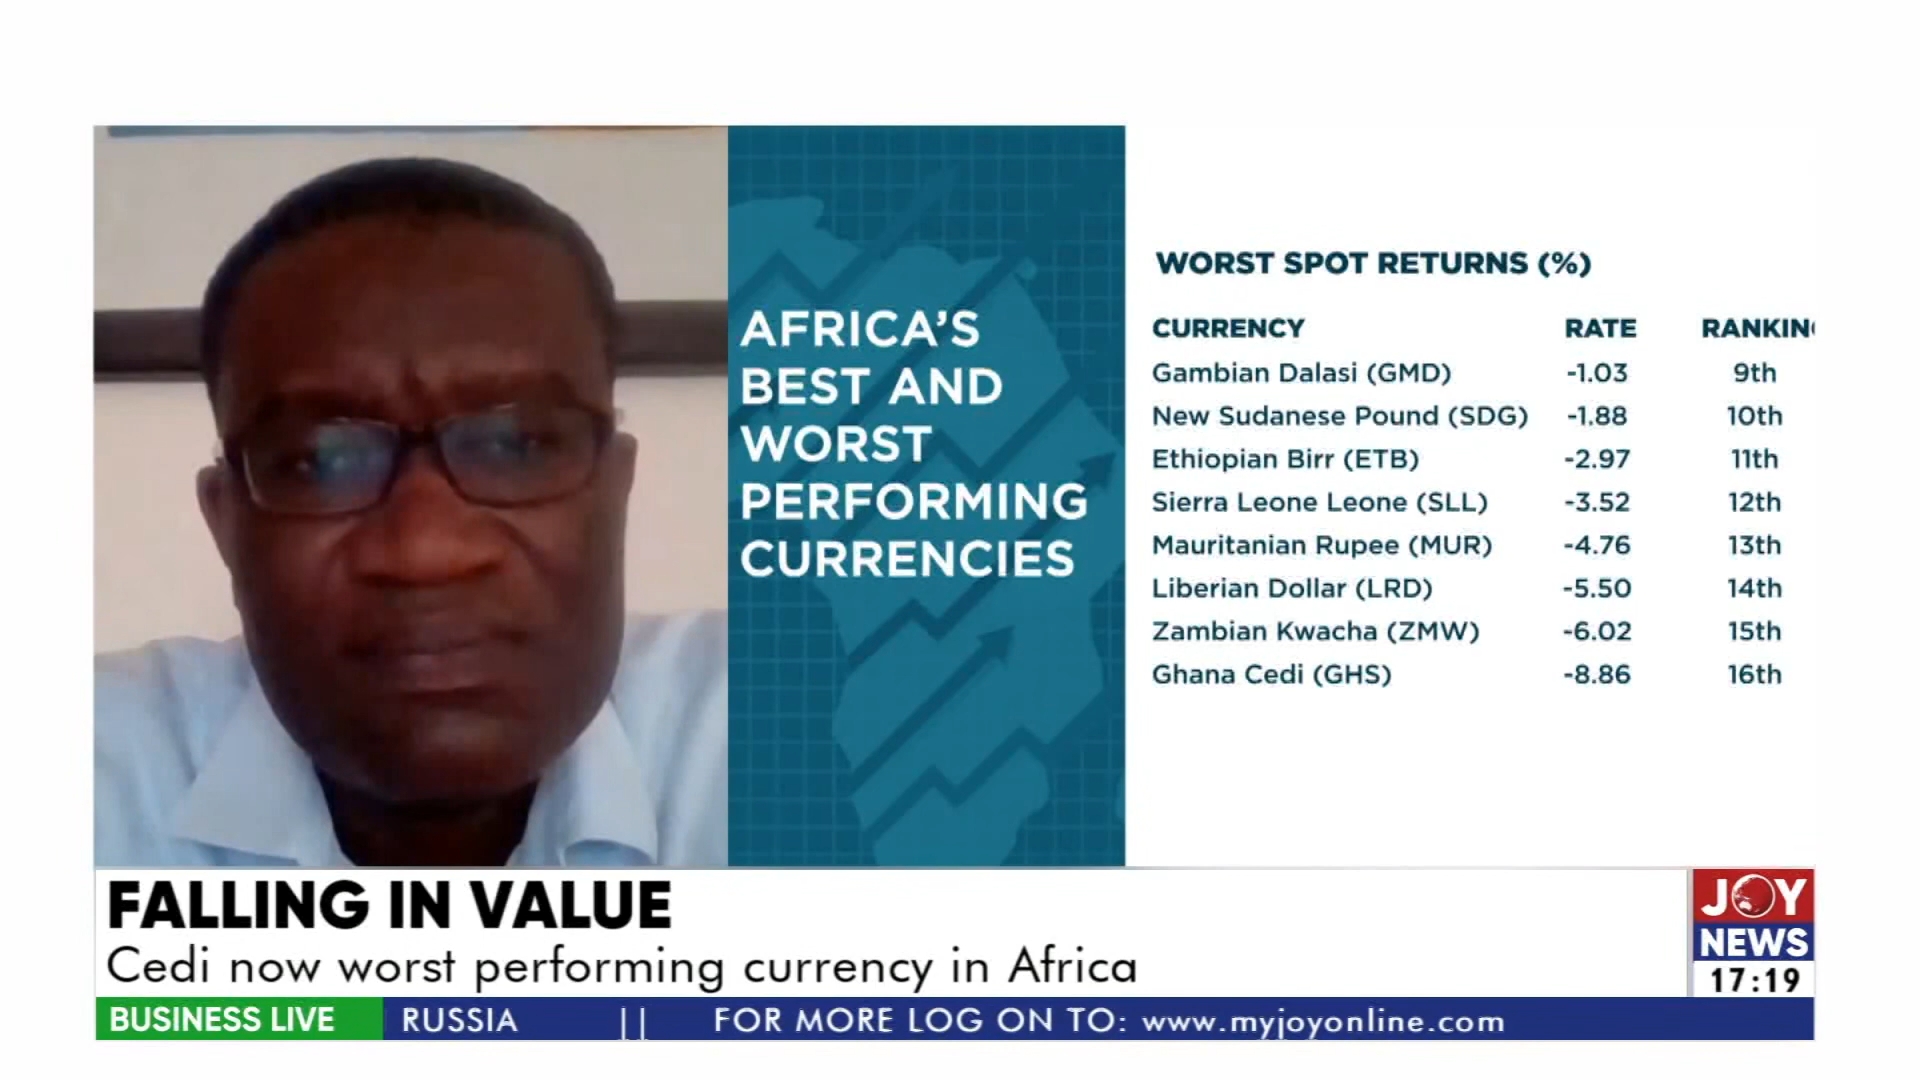 AFRICA'S
BEST AND
WORST
PERFORMING
CURRENCIES
WORST SPOT RETURNS (%)
CURRENCY RATE RANKIN
Gambian Dalasi (GMD) -1.03 9th
New Sudanese Pound (SDG) -1.88 10th
Ethiopian Birr (ETB) -2.97 11th
Sierra Leone Leone (SLL) -3.52 12th
Mauritanian Rupee (MUR) -4.76 13th
Liberian Dollar (LRD) -5.50 14th
Zambian Kwacha (ZMW) -6.02 15th
Ghana Cedi (GHS) -8.86 16th
FALLING IN VALUE
Cedi now worst performing currency in Africa
JOY
NEWS
17:19
BUSINESS LIVE RUSSIA || FOR MORE LOG ON TO: www.myjoyonline.com